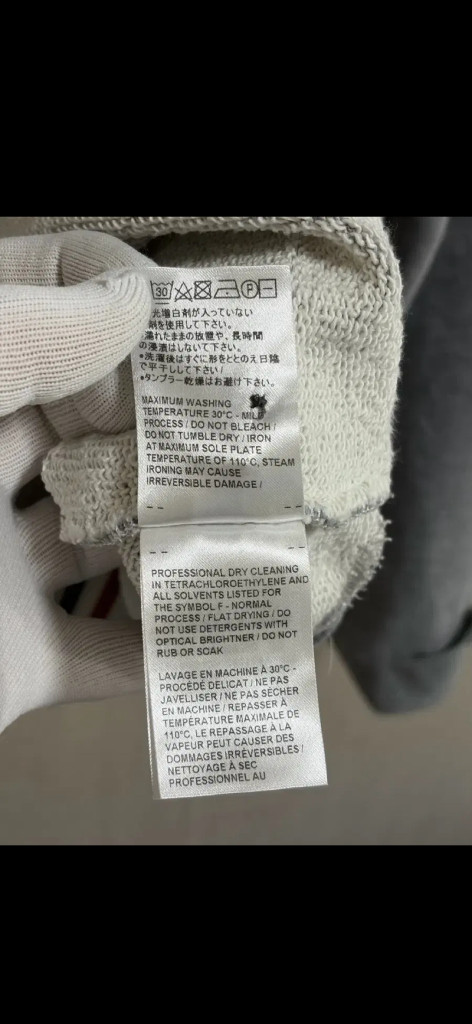 30 P
光増白剤が入っていない
剤を使用して下さい。
濡れたままの放置や、長時間
の浸漬はしないで下さい。
•洗濯後はすぐに形をととのえ日陰
で平干しして下さい/
•タンブラー乾燥はお避け下さい。
MAXIMUM WASHING
TEMPERATURE 30°C - MILD
PROCESS / DO NOT BLEACH /
DO NOT TUMBLE DRY / IRON
AT MAXIMUM SOLE PLATE
TEMPERATURE OF 110°C, STEAM
IRONING MAY CAUSE
IRREVERSIBLE DAMAGE /
PROFESSIONAL DRY CLEANING
IN TETRACHLOROETHYLENE AND
ALL SOLVENTS LISTED FOR
THE SYMBOL F - NORMAL
PROCESS / FLAT DRYING / DO
NOT USE DETERGENTS WITH
OPTICAL BRIGHTNER / DO NOT
RUB OR SOAK
LAVAGE EN MACHINE À 30°C -
PROCÉDÉ DELICAT / NE PAS
JAVELLISER / NE PAS SÈCHER
EN MACHINE / REPASSER À
TEMPÉRATURE MAXIMALE DE
110°C, LE REPASSAGE À LA
VAPEUR PEUT CAUSER DES
DOMMAGES IRRÉVERSIBLES /
NETTOYAGE À SEC
PROFESSIONNEL AU